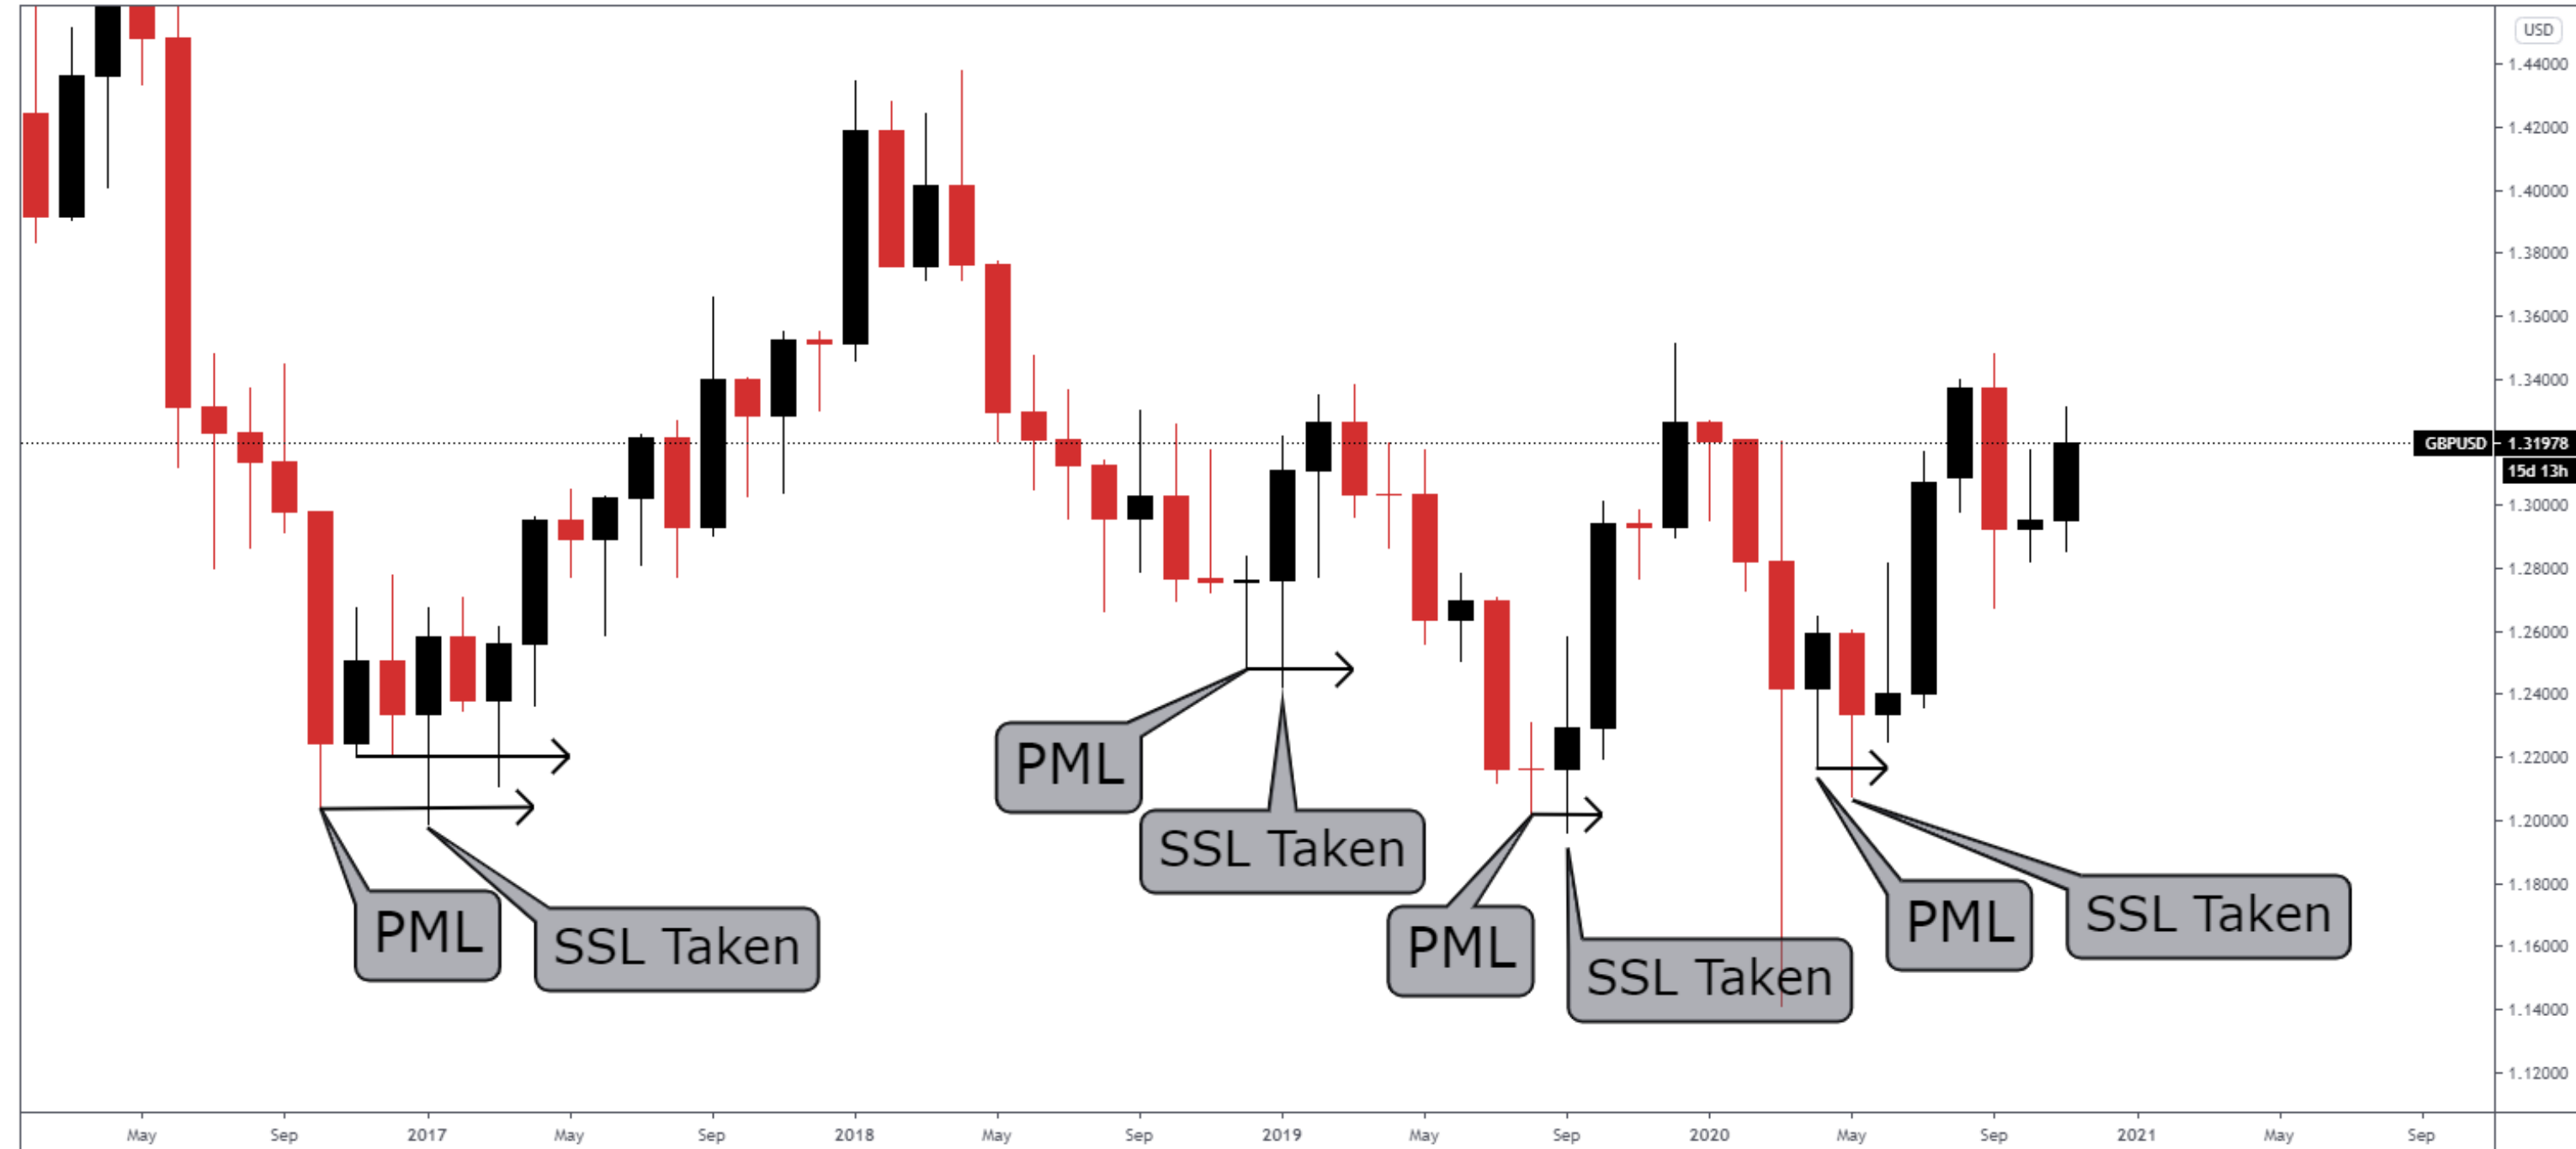 USD
1.44000
1.42000
1.40000
1.38000
1.36000
1.34000
GBPUSD 1.31978
15d 13h
1.30000
1.28000
1.26000
1.24000
1.22000
1.20000
1.18000
1.16000
1.14000
1.12000
PML
SSL Taken
PML
SSL Taken
PML
SSL Taken
PML
SSL Taken
May Sep 2017 May Sep 2018 May Sep 2019 May Sep 2020 May Sep 2021 May Sep